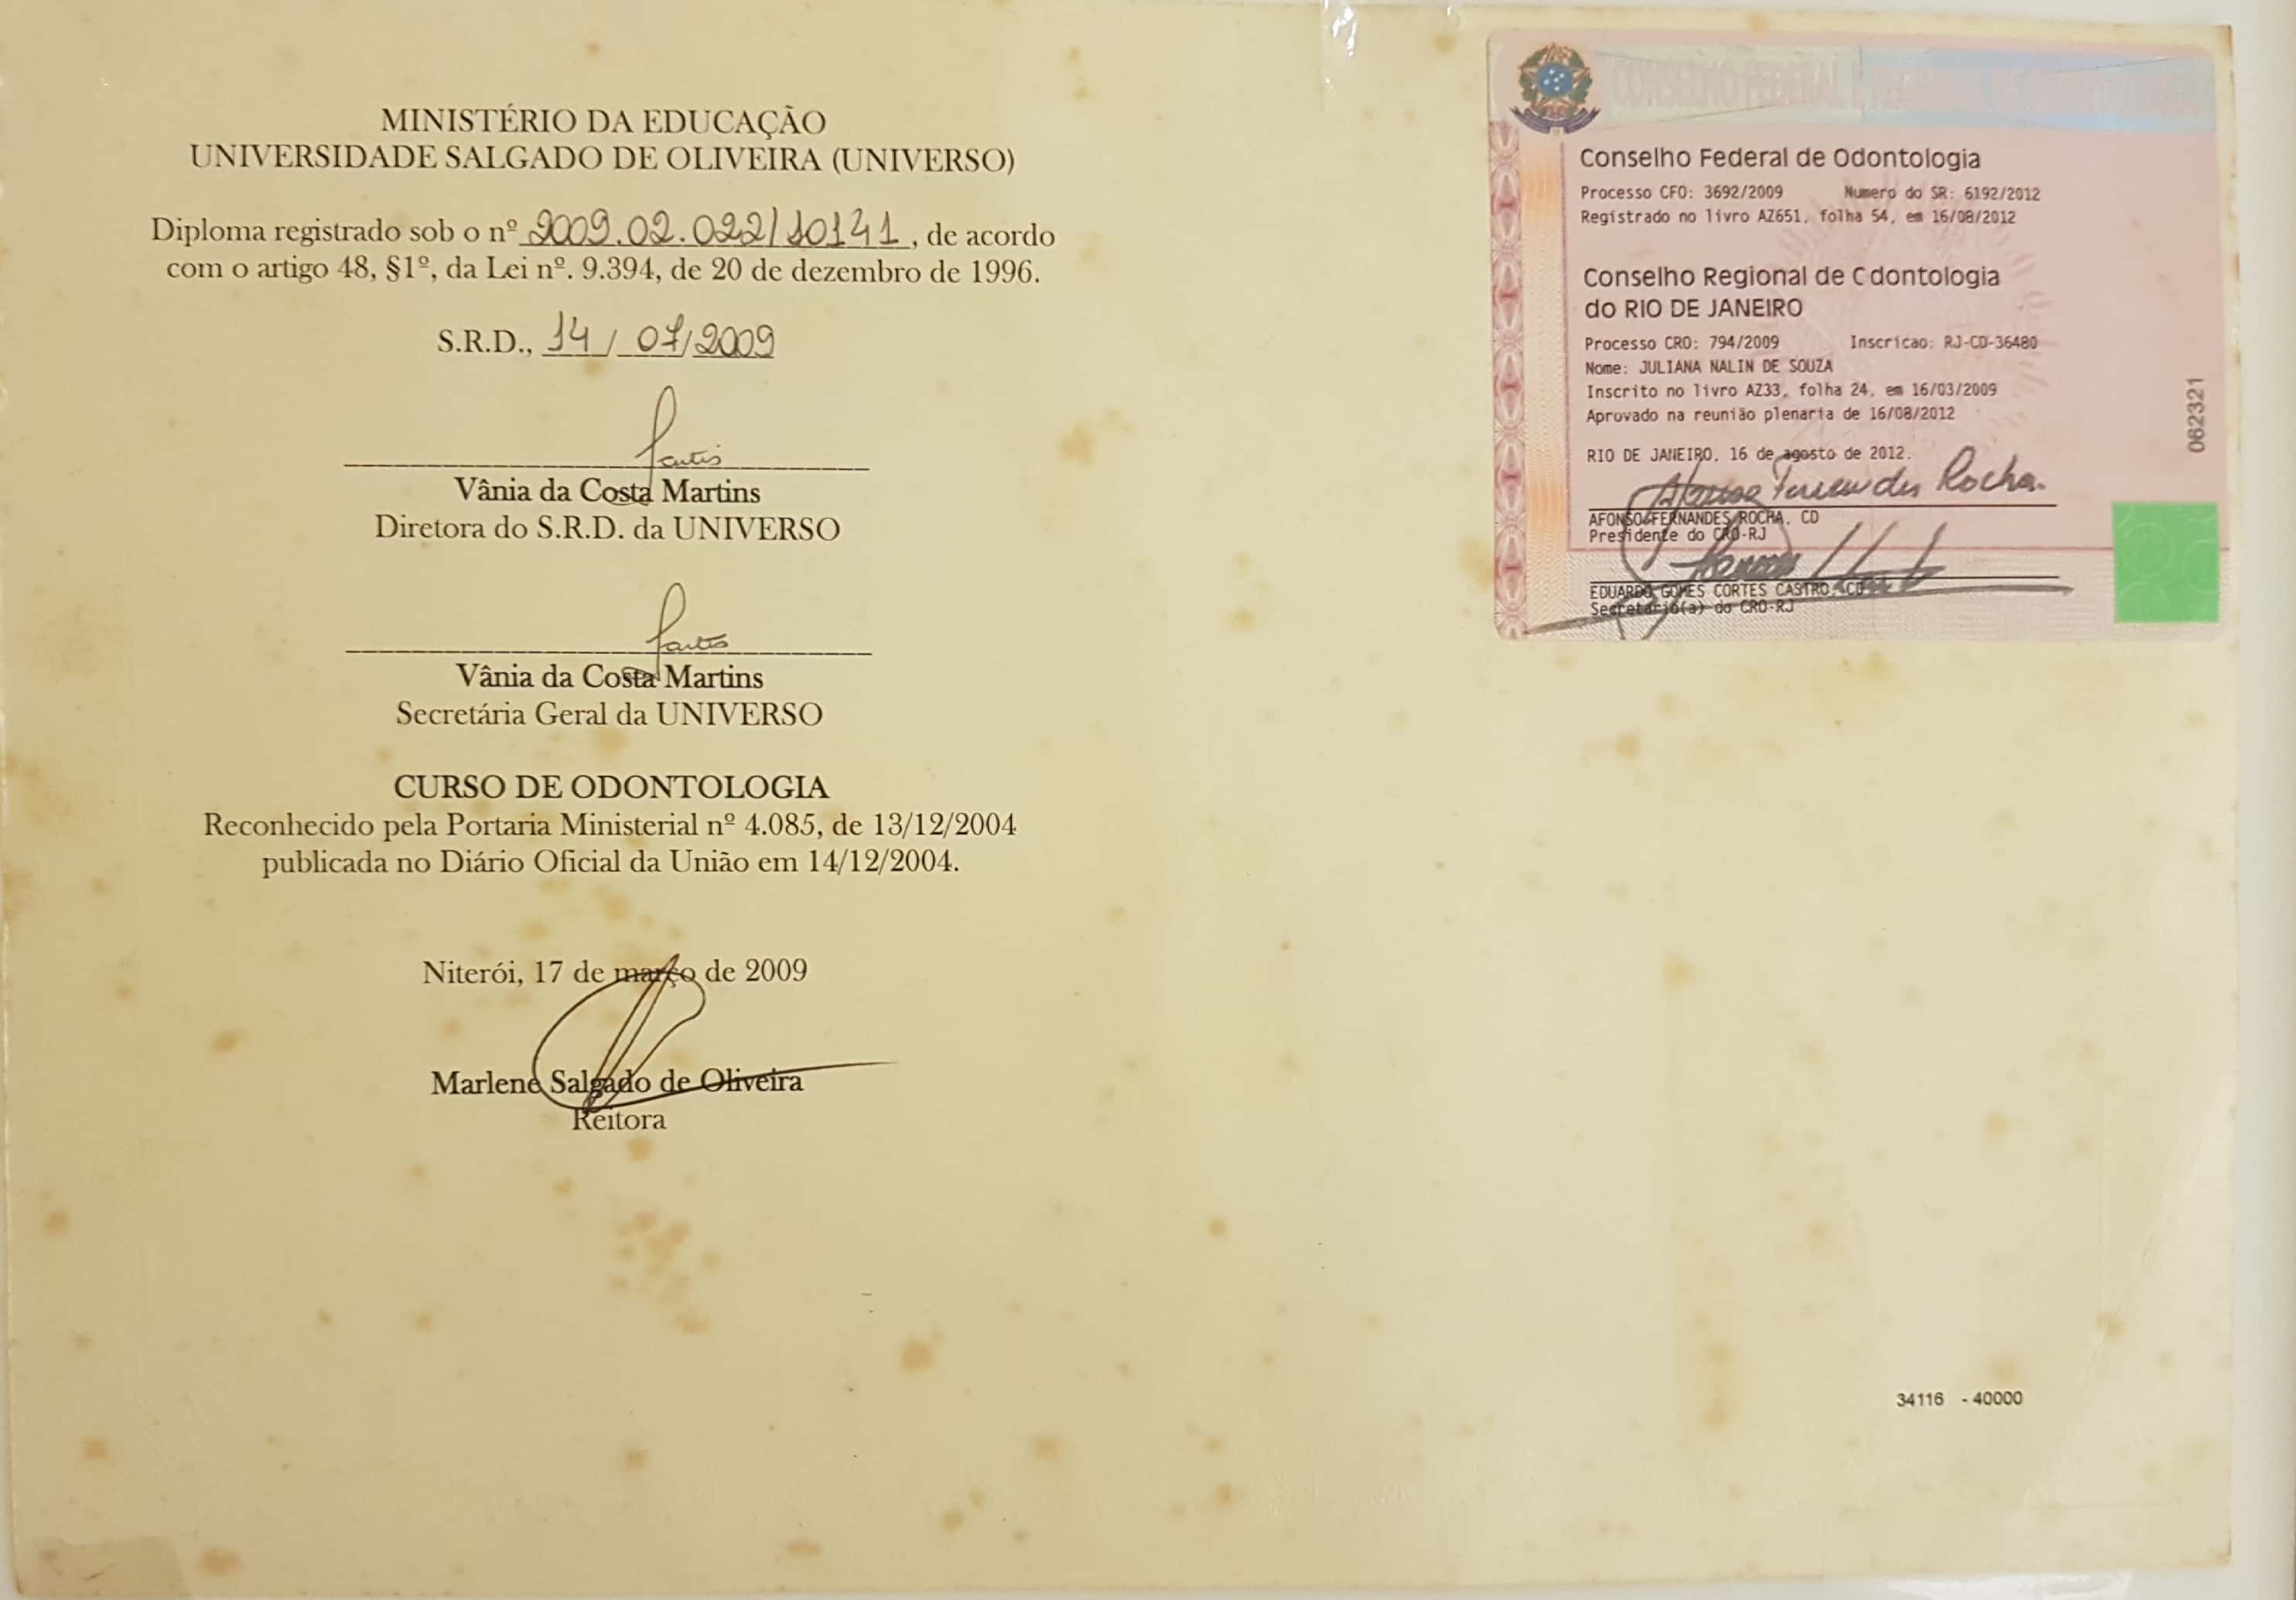 MINISTÉRIO DA EDUCAÇÃO
UNIVERSIDADE SALGADO DE OLIVEIRA (UNIVERSO)
Diploma registrado sob o nº 2009.02.022/10141, de acordo
com o artigo 48, §1º, da Lei nº. 9.394, de 20 de dezembro de 1996.
S.R.D., 14/07/2009
Vânia da Costa Martins
Diretora do S.R.D. da UNIVERSO
Vânia da Costa Martins
Secretária Geral da UNIVERSO
CURSO DE ODONTOLOGIA
Reconhecido pela Portaria Ministerial nº 4.085, de 13/12/2004
publicada no Diário Oficial da União em 14/12/2004.
Niterói, 17 de março de 2009
Marlene Salgado de Oliveira
Reitora
Conselho Federal de Odontologia
Processo CFO: 3692/2009 Numero do SR: 6192/2012
Registrado no livro AZ651, folha 54, em 16/08/2012
Conselho Regional de Cdontologia
do RIO DE JANEIRO
Processo CRO: 794/2009 Inscricao: RJ-CD-36480
Nome: JULIANA NALIN DE SOUZA
Inscrito no livro AZ33, folha 24, em 16/03/2009
Aprovado na reunião plenaria de 16/08/2012
RIO DE JANEIRO, 16 de agosto de 2012.
Afonso Fernandes Rocha.
AFONSO FERNANDES ROCHA, CD
Presidente do CRO-RJ
EDUARDO GOMES CORTES CASTRO, CD
Secretario(a) do CRO-RJ
062321
34116 - 40000